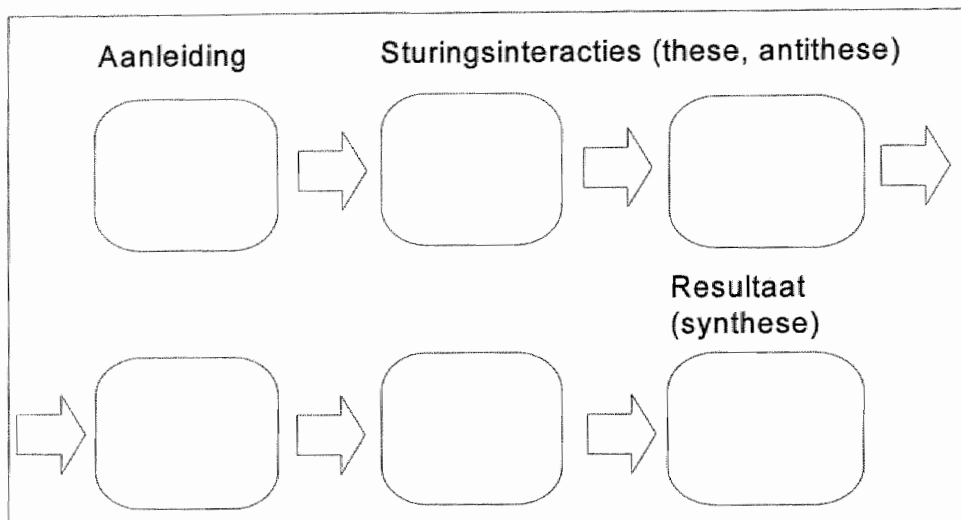 Aanleiding
Sturingsinteracties (these, antithese)
Resultaat
(synthese)